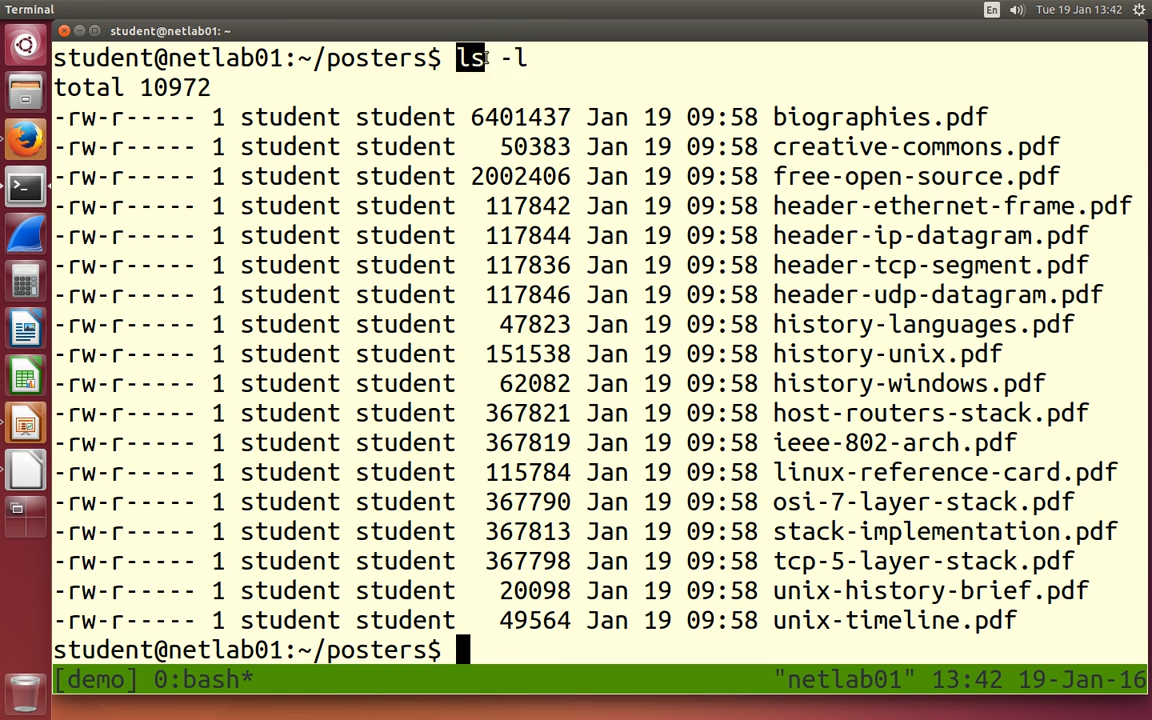 Terminal
En
Tue 19 Jan 13:42
student@netlab01: ~
student@netlab01:~/posters$ ls -l
total 10972
-rw-r----- 1 student student 6401437 Jan 19 09:58 biographies.pdf
-rw-r----- 1 student student   50383 Jan 19 09:58 creative-commons.pdf
-rw-r----- 1 student student 2002406 Jan 19 09:58 free-open-source.pdf
-rw-r----- 1 student student  117842 Jan 19 09:58 header-ethernet-frame.pdf
-rw-r----- 1 student student  117844 Jan 19 09:58 header-ip-datagram.pdf
-rw-r----- 1 student student  117836 Jan 19 09:58 header-tcp-segment.pdf
-rw-r----- 1 student student  117846 Jan 19 09:58 header-udp-datagram.pdf
-rw-r----- 1 student student   47823 Jan 19 09:58 history-languages.pdf
-rw-r----- 1 student student  151538 Jan 19 09:58 history-unix.pdf
-rw-r----- 1 student student   62082 Jan 19 09:58 history-windows.pdf
-rw-r----- 1 student student  367821 Jan 19 09:58 host-routers-stack.pdf
-rw-r----- 1 student student  367819 Jan 19 09:58 ieee-802-arch.pdf
-rw-r----- 1 student student  115784 Jan 19 09:58 linux-reference-card.pdf
-rw-r----- 1 student student  367790 Jan 19 09:58 osi-7-layer-stack.pdf
-rw-r----- 1 student student  367813 Jan 19 09:58 stack-implementation.pdf
-rw-r----- 1 student student  367798 Jan 19 09:58 tcp-5-layer-stack.pdf
-rw-r----- 1 student student   20098 Jan 19 09:58 unix-history-brief.pdf
-rw-r----- 1 student student   49564 Jan 19 09:58 unix-timeline.pdf
student@netlab01:~/posters$
[demo] 0:bash* "netlab01" 13:42 19-Jan-16